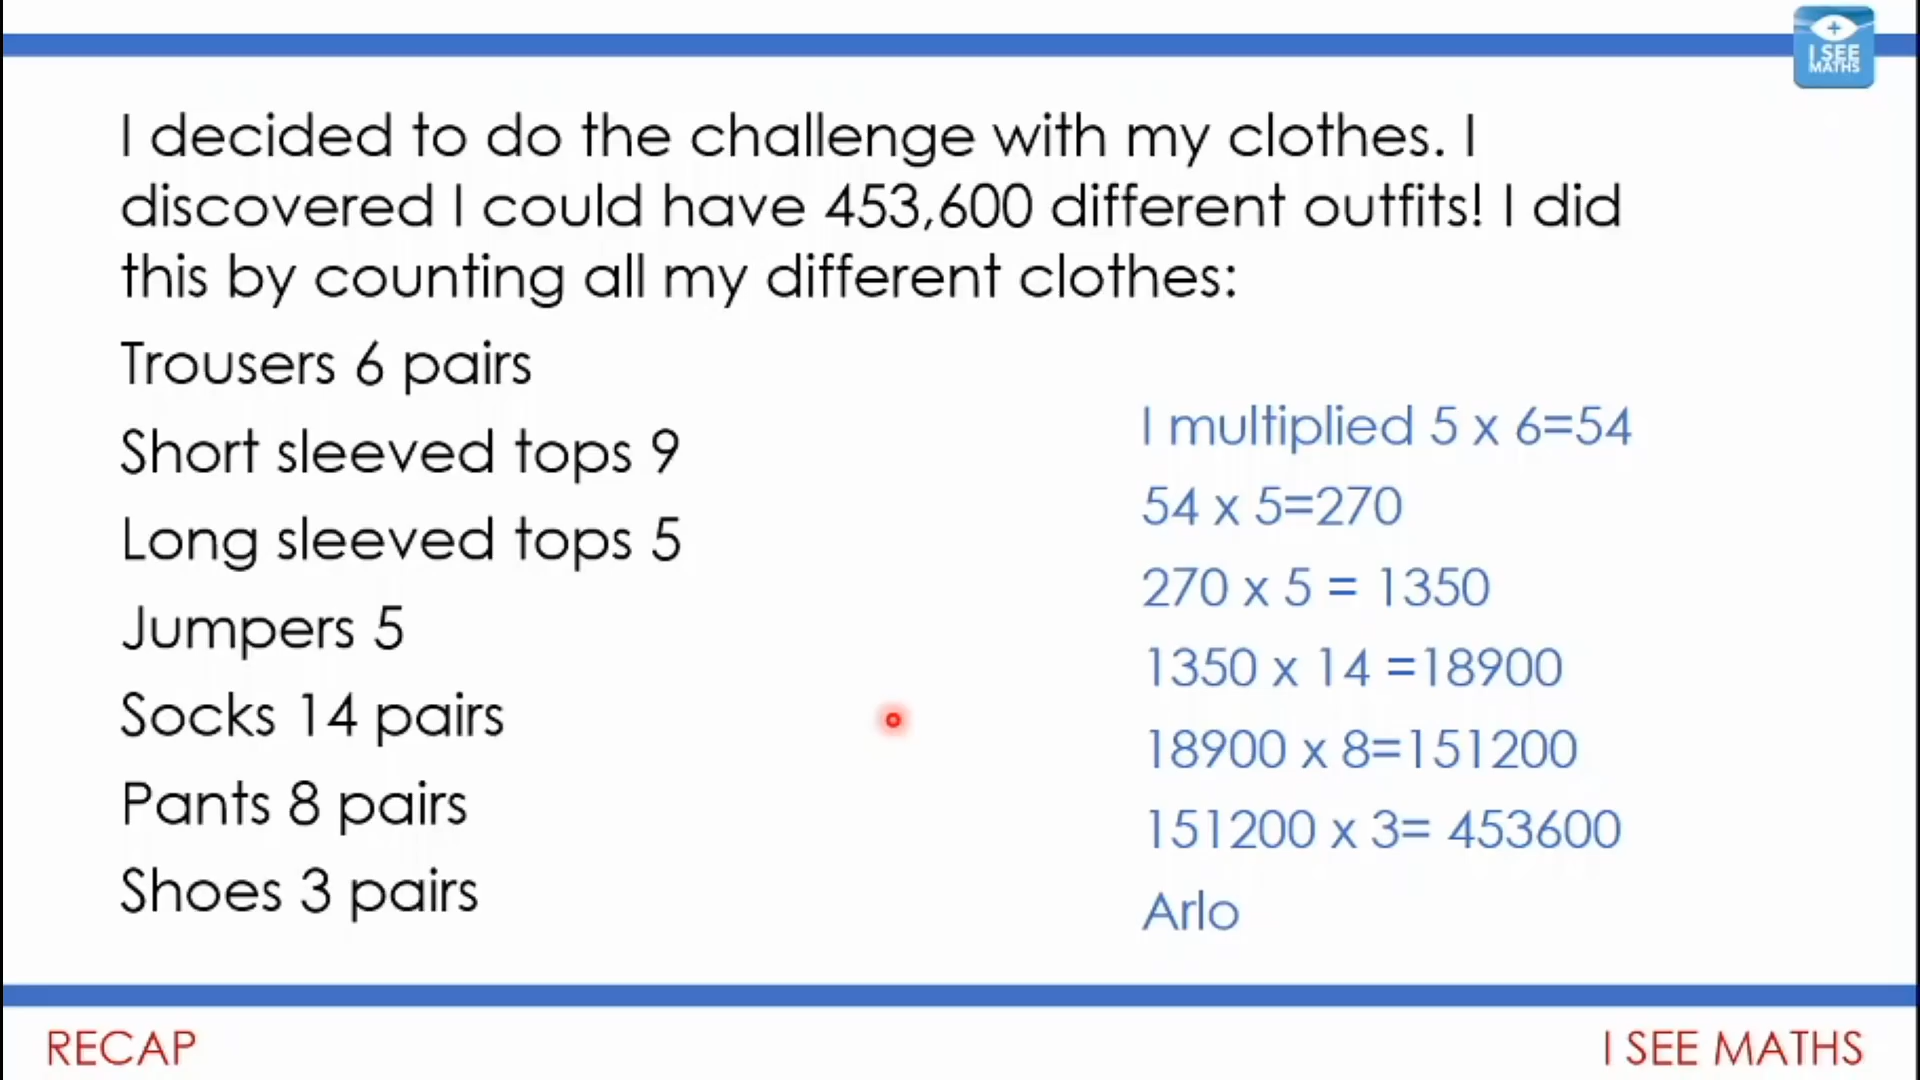 I SEE
MATHS
I decided to do the challenge with my clothes. I
discovered I could have 453,600 different outfits! I did
this by counting all my different clothes:
Trousers 6 pairs
Short sleeved tops 9
Long sleeved tops 5
Jumpers 5
Socks 14 pairs
Pants 8 pairs
Shoes 3 pairs
I multiplied 5 x 6=54
54 x 5=270
270 x 5 = 1350
1350 x 14 =18900
18900 x 8=151200
151200 x 3= 453600
Arlo
RECAP
I SEE MATHS